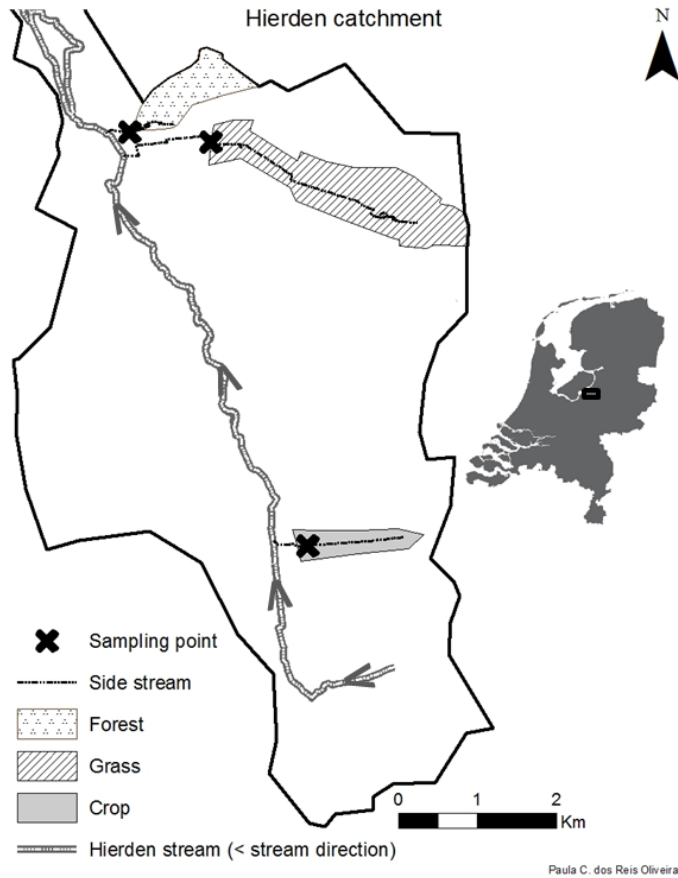 Hierden catchment
N
Sampling point
Side stream
Forest
Grass
Crop
Hierden stream (< stream direction)
0 1 2
Km
Paula C. dos Reis Oliveira